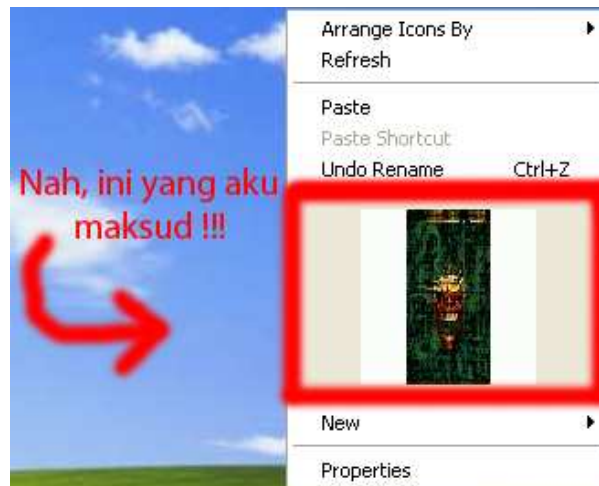 Arrange Icons By
Refresh
Paste
Paste Shortcut
Undo Rename Ctrl+Z
Nah, ini yang aku
maksud !!!
New
Properties